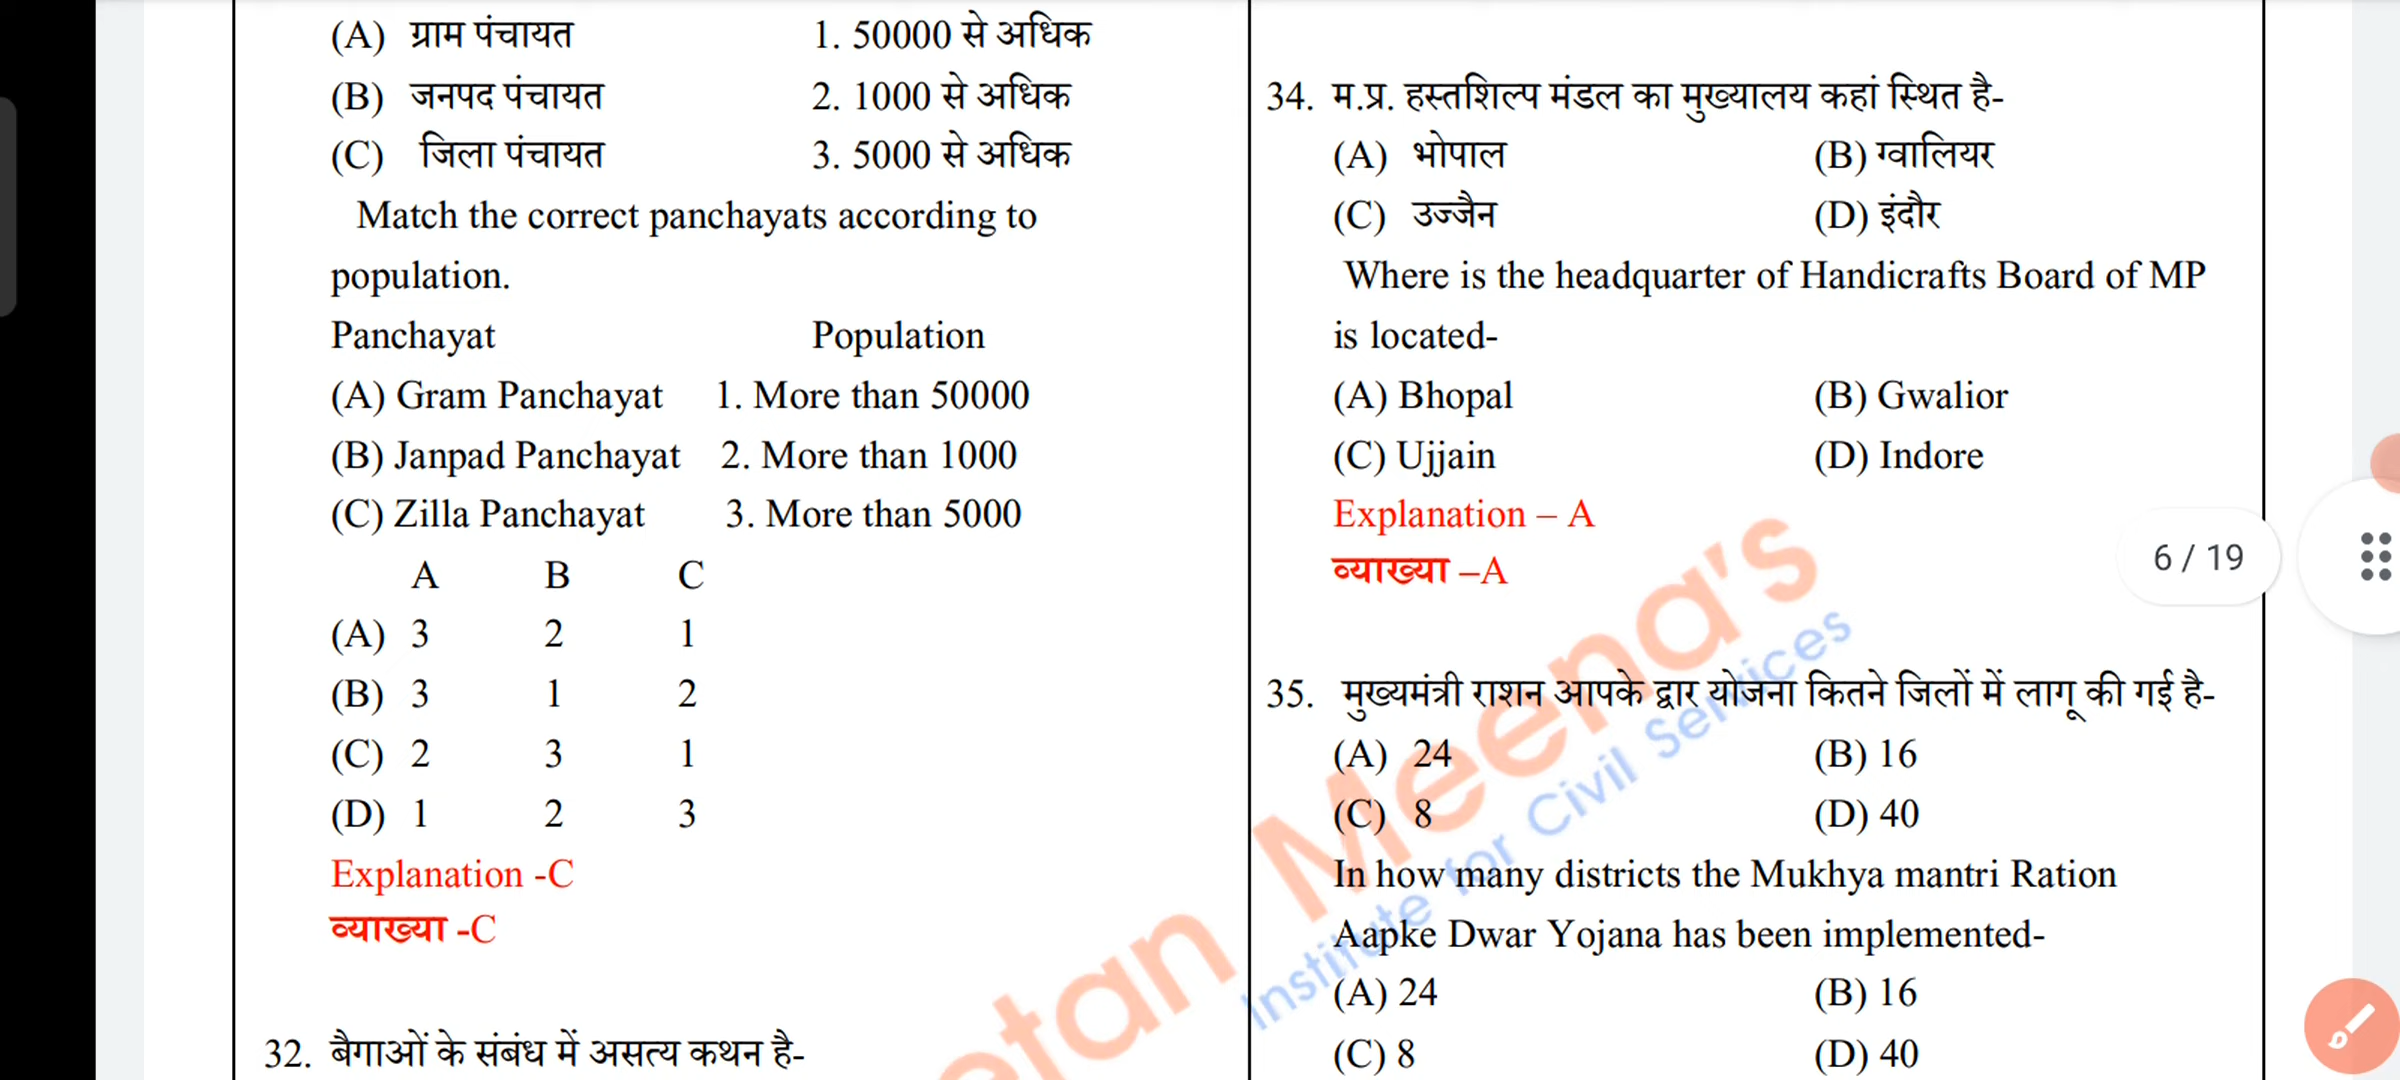 (A) ग्राम पंचायत 1. 50000 से अधिक
(B) जनपद पंचायत 2. 1000 से अधिक
(C) जिला पंचायत 3. 5000 से अधिक
Match the correct panchayats according to
population.
Panchayat Population
(A) Gram Panchayat 1. More than 50000
(B) Janpad Panchayat 2. More than 1000
(C) Zilla Panchayat 3. More than 5000
A B C
(A) 3 2 1
(B) 3 1 2
(C) 2 3 1
(D) 1 2 3
Explanation -C
व्याख्या -C
32. बैगाओं के संबंध में असत्य कथन है-
34. म.प्र. हस्तशिल्प मंडल का मुख्यालय कहां स्थित है-
(A) भोपाल (B) ग्वालियर
(C) उज्जैन (D) इंदौर
Where is the headquarter of Handicrafts Board of MP
is located-
(A) Bhopal (B) Gwalior
(C) Ujjain (D) Indore
Explanation – A
व्याख्या –A
35. मुख्यमंत्री राशन आपके द्वार योजना कितने जिलों में लागू की गई है-
(A) 24 (B) 16
(C) 8 (D) 40
In how many districts the Mukhya mantri Ration
Aapke Dwar Yojana has been implemented-
(A) 24 (B) 16
(C) 8 (D) 40
6 / 19
etan Meena's
Institute for Civil Services